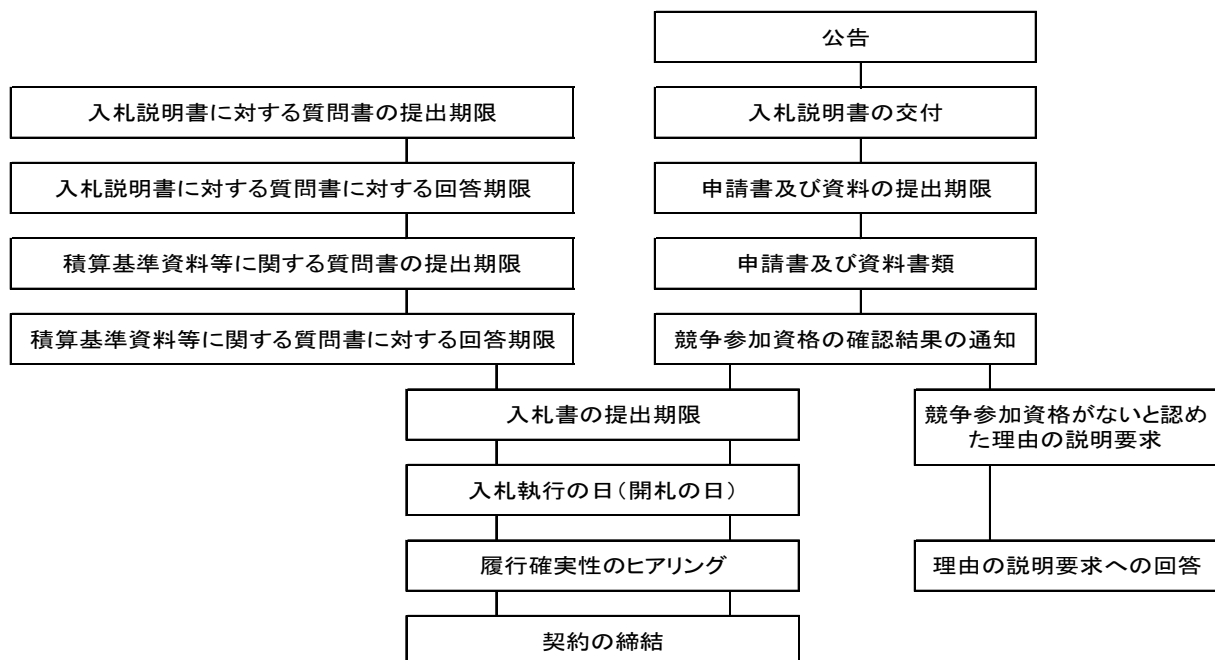 公告
入札説明書に対する質問書の提出期限
入札説明書の交付
入札説明書に対する質問書に対する回答期限
申請書及び資料の提出期限
積算基準資料等に関する質問書の提出期限
申請書及び資料書類
積算基準資料等に関する質問書に対する回答期限
競争参加資格の確認結果の通知
入札書の提出期限
競争参加資格がないと認め
た理由の説明要求
入札執行の日(開札の日)
履行確実性のヒアリング
理由の説明要求への回答
契約の締結